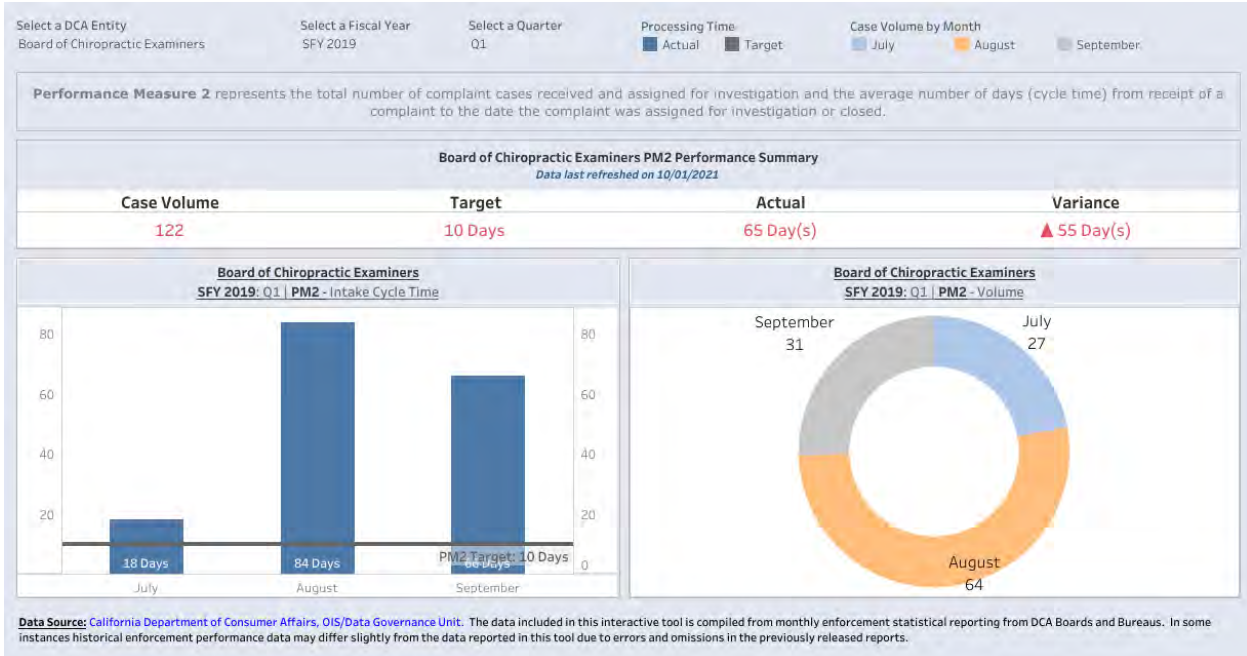 Select a DCA Entity
Select a Fiscal Year
Select a Quarter
Processing Time
Case Volume by Month
Board of Chiropractic Examiners
SFY 2019
Q1
Actual
Target
July
August
September
Performance Measure 2 represents the total number of complaint cases received and assigned for investigation and the average number of days (cycle time) from receipt of a
complaint to the date the complaint was assigned for investigation or closed.
Board of Chiropractic Examiners PM2 Performance Summary
Data last refreshed on 10/01/2021
Case Volume
Target
Actual
Variance
122
10 Days
65 Day(s)
▲ 55 Day(s)
Board of Chiropractic Examiners
SFY 2019: Q1 | PM2 - Intake Cycle Time
80
60
40
20
80
60
40
20
0
PM2 Target: 10 Days
18 Days
84 Days
66 Days
July
August
September
Board of Chiropractic Examiners
SFY 2019: Q1 | PM2 - Volume
September
31
July
27
August
64
Data Source: California Department of Consumer Affairs, OIS/Data Governance Unit. The data included in this interactive tool is compiled from monthly enforcement statistical reporting from DCA Boards and Bureaus. In some
instances historical enforcement performance data may differ slightly from the data reported in this tool due to errors and omissions in the previously released reports.